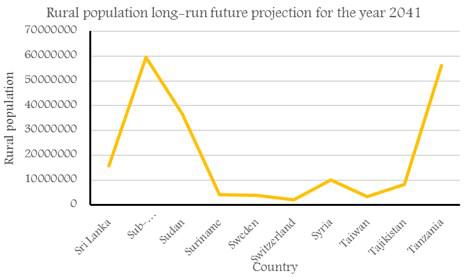 Rural population long-run future projection for the year 2041
70000000
60000000
50000000
40000000
30000000
20000000
10000000
0
Rural population
Sri Lanka
Sub-…
Sudan
Suriname
Sweden
Switzerland
Syria
Taiwan
Tajikistan
Tanzania
Country